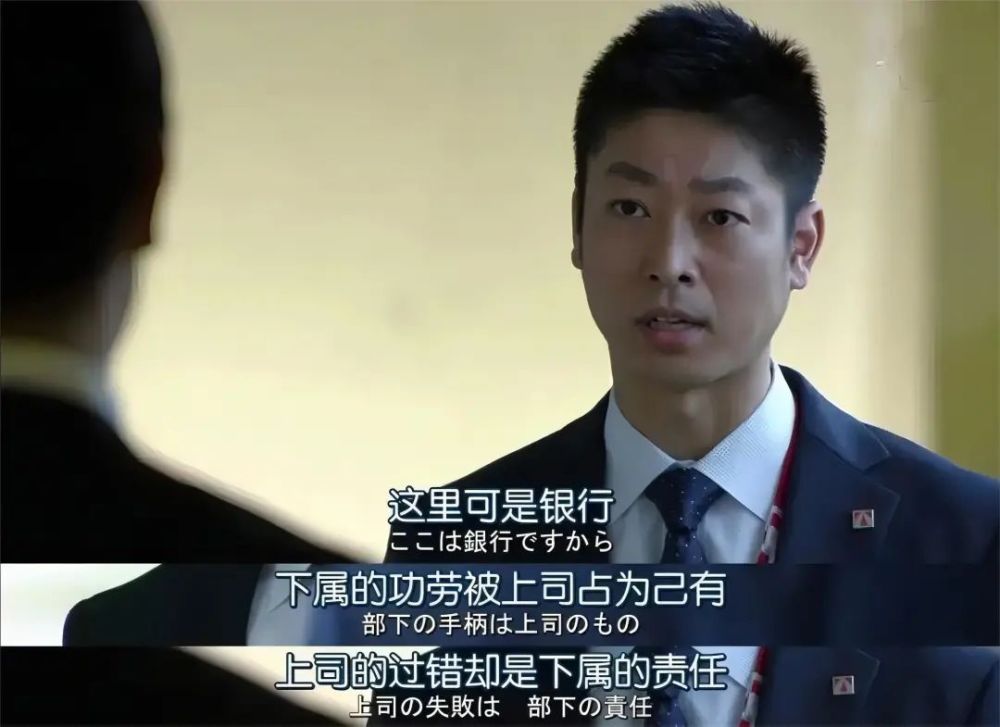 这里可是银行
ここは銀行ですから
下属的功劳被上司占为己有
部下の手柄は上司のもの
上司的过错却是下属的责任
上司の失敗は　部下の責任